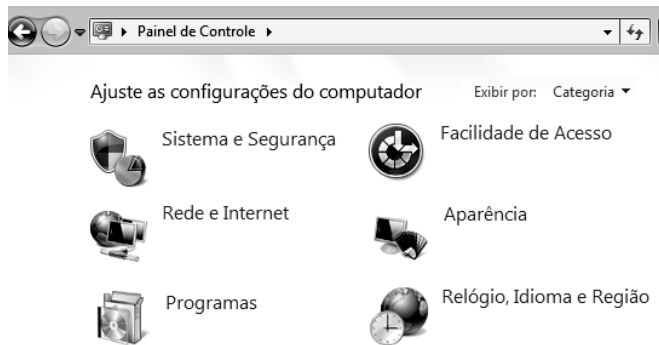 Painel de Controle
Ajuste as configurações do computador Exibir por: Categoria
Sistema e Segurança Facilidade de Acesso
Rede e Internet Aparência
Programas Relógio, Idioma e Região